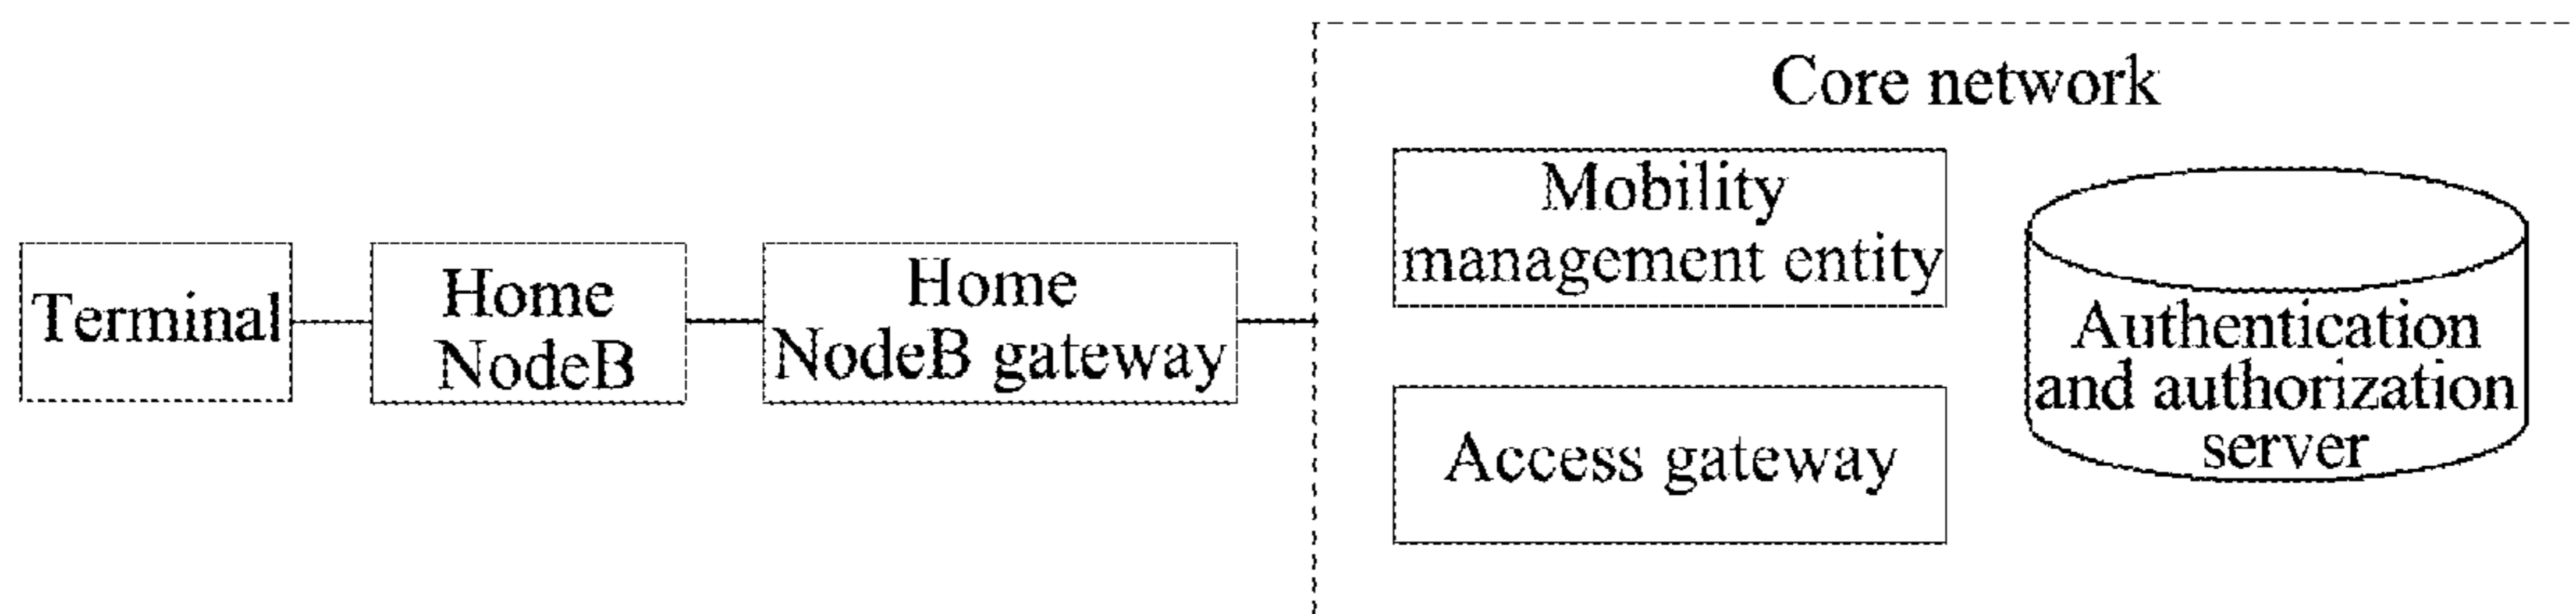 Core network
Terminal
Home
NodeB
Home
NodeB gateway
Mobility
management entity
Access gateway
Authentication
and authorization
server